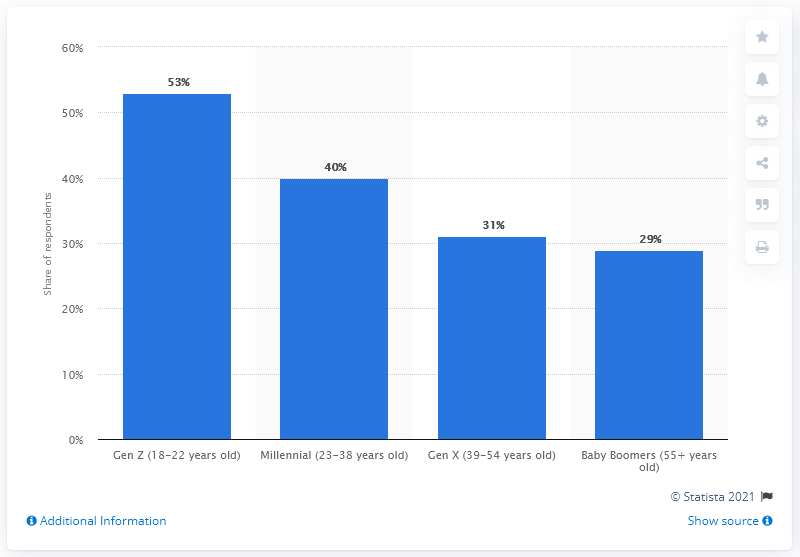 60%
53%
50%
40%
40%
31%
30%
29%
20%
10%
0%
Share of respondents
Gen Z (18-22 years old)
Millennial (23-38 years old)
Gen X (39-54 years old)
Baby Boomers (55+ years
old)
© Statista 2021
Additional Information
Show source